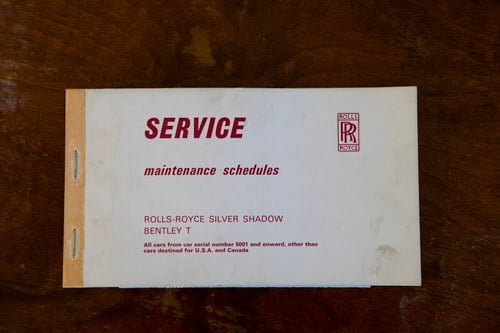 SERVICE
ROLLS
RR
ROYCE
maintenance schedules
ROLLS-ROYCE SILVER SHADOW
BENTLEY T
All cars from car serial number 5001 and onward, other than
cars destined for U.S.A. and Canada